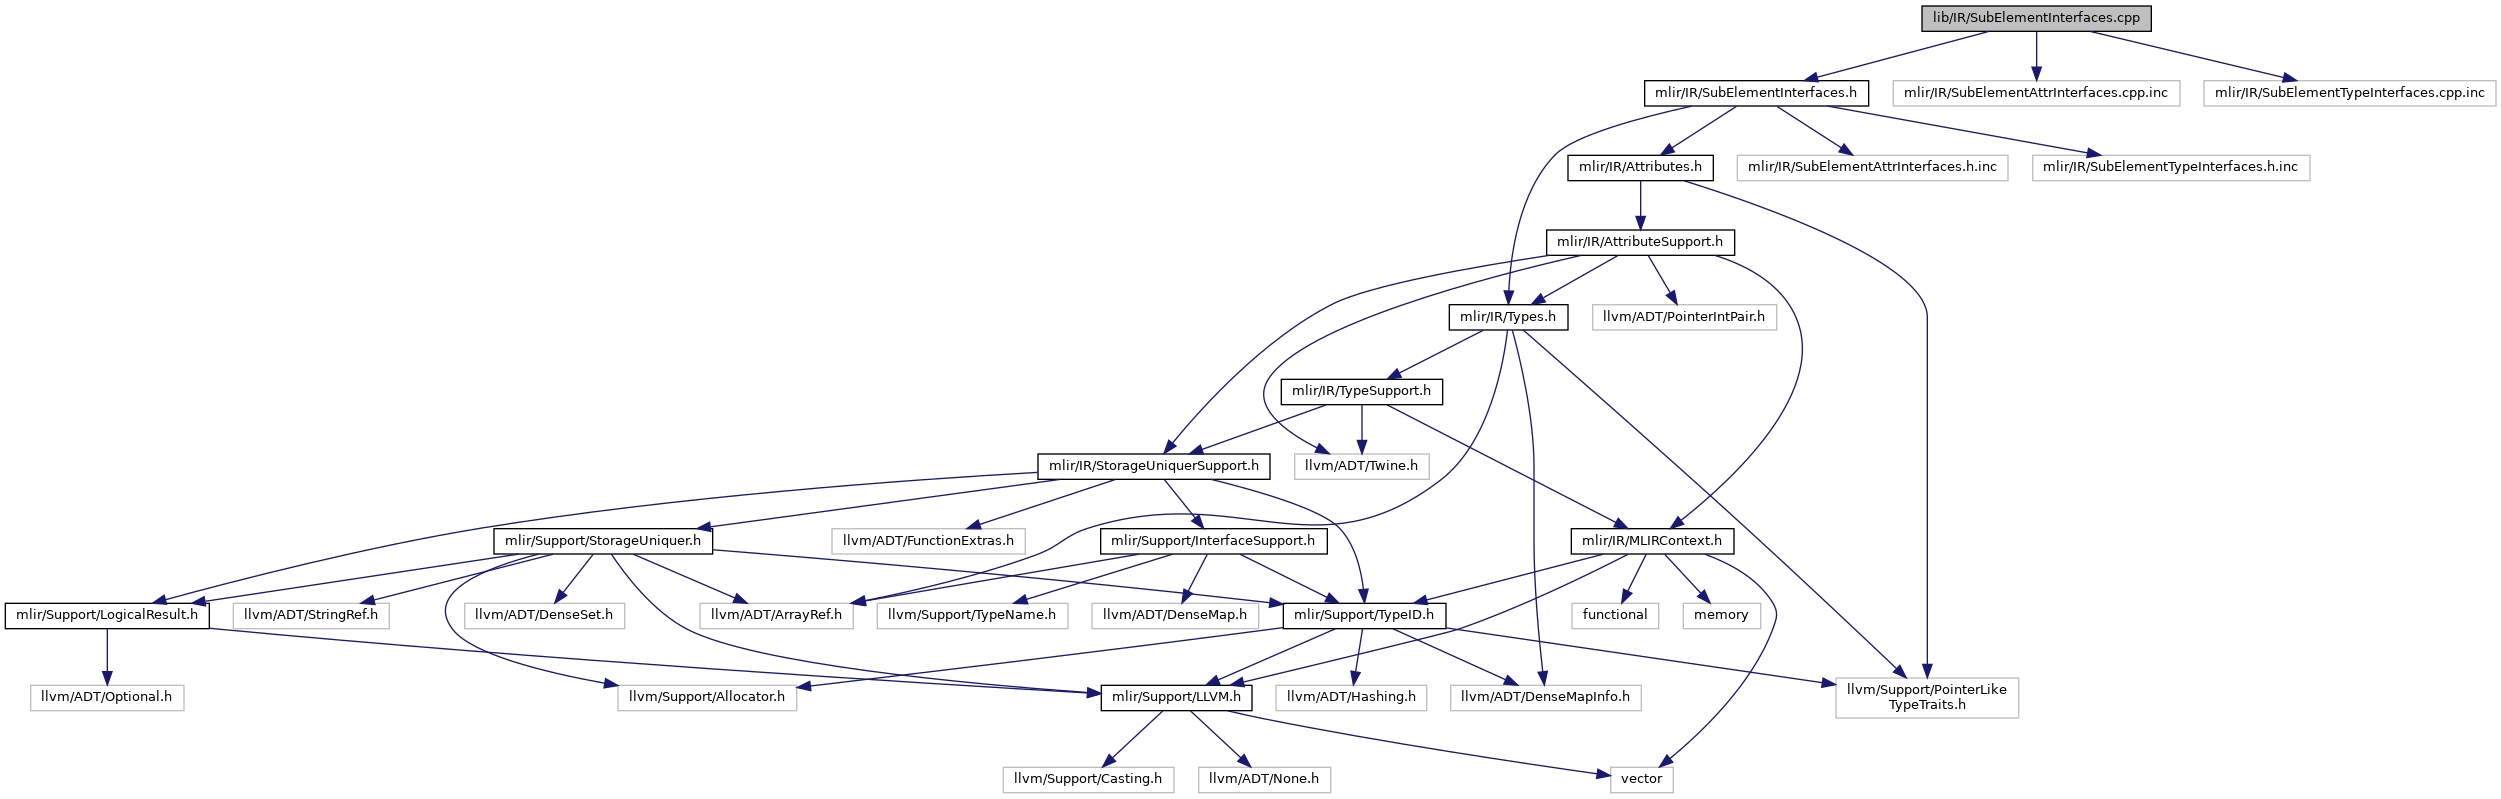 lib/IR/SubElementInterfaces.cpp
mlir/IR/SubElementInterfaces.h
mlir/IR/SubElementAttrInterfaces.cpp.inc
mlir/IR/SubElementTypeInterfaces.cpp.inc
mlir/IR/Attributes.h
mlir/IR/SubElementAttrInterfaces.h.inc
mlir/IR/SubElementTypeInterfaces.h.inc
mlir/IR/AttributeSupport.h
mlir/IR/Types.h
llvm/ADT/PointerIntPair.h
mlir/IR/TypeSupport.h
mlir/IR/StorageUniquerSupport.h
llvm/ADT/Twine.h
mlir/Support/StorageUniquer.h
llvm/ADT/FunctionExtras.h
mlir/Support/InterfaceSupport.h
mlir/IR/MLIRContext.h
mlir/Support/LogicalResult.h
llvm/ADT/StringRef.h
llvm/ADT/DenseSet.h
llvm/ADT/ArrayRef.h
llvm/Support/TypeName.h
llvm/ADT/DenseMap.h
mlir/Support/TypeID.h
functional
memory
llvm/ADT/Optional.h
llvm/Support/Allocator.h
mlir/Support/LLVM.h
llvm/ADT/Hashing.h
llvm/ADT/DenseMapInfo.h
llvm/Support/PointerLike
TypeTraits.h
llvm/Support/Casting.h
llvm/ADT/None.h
vector